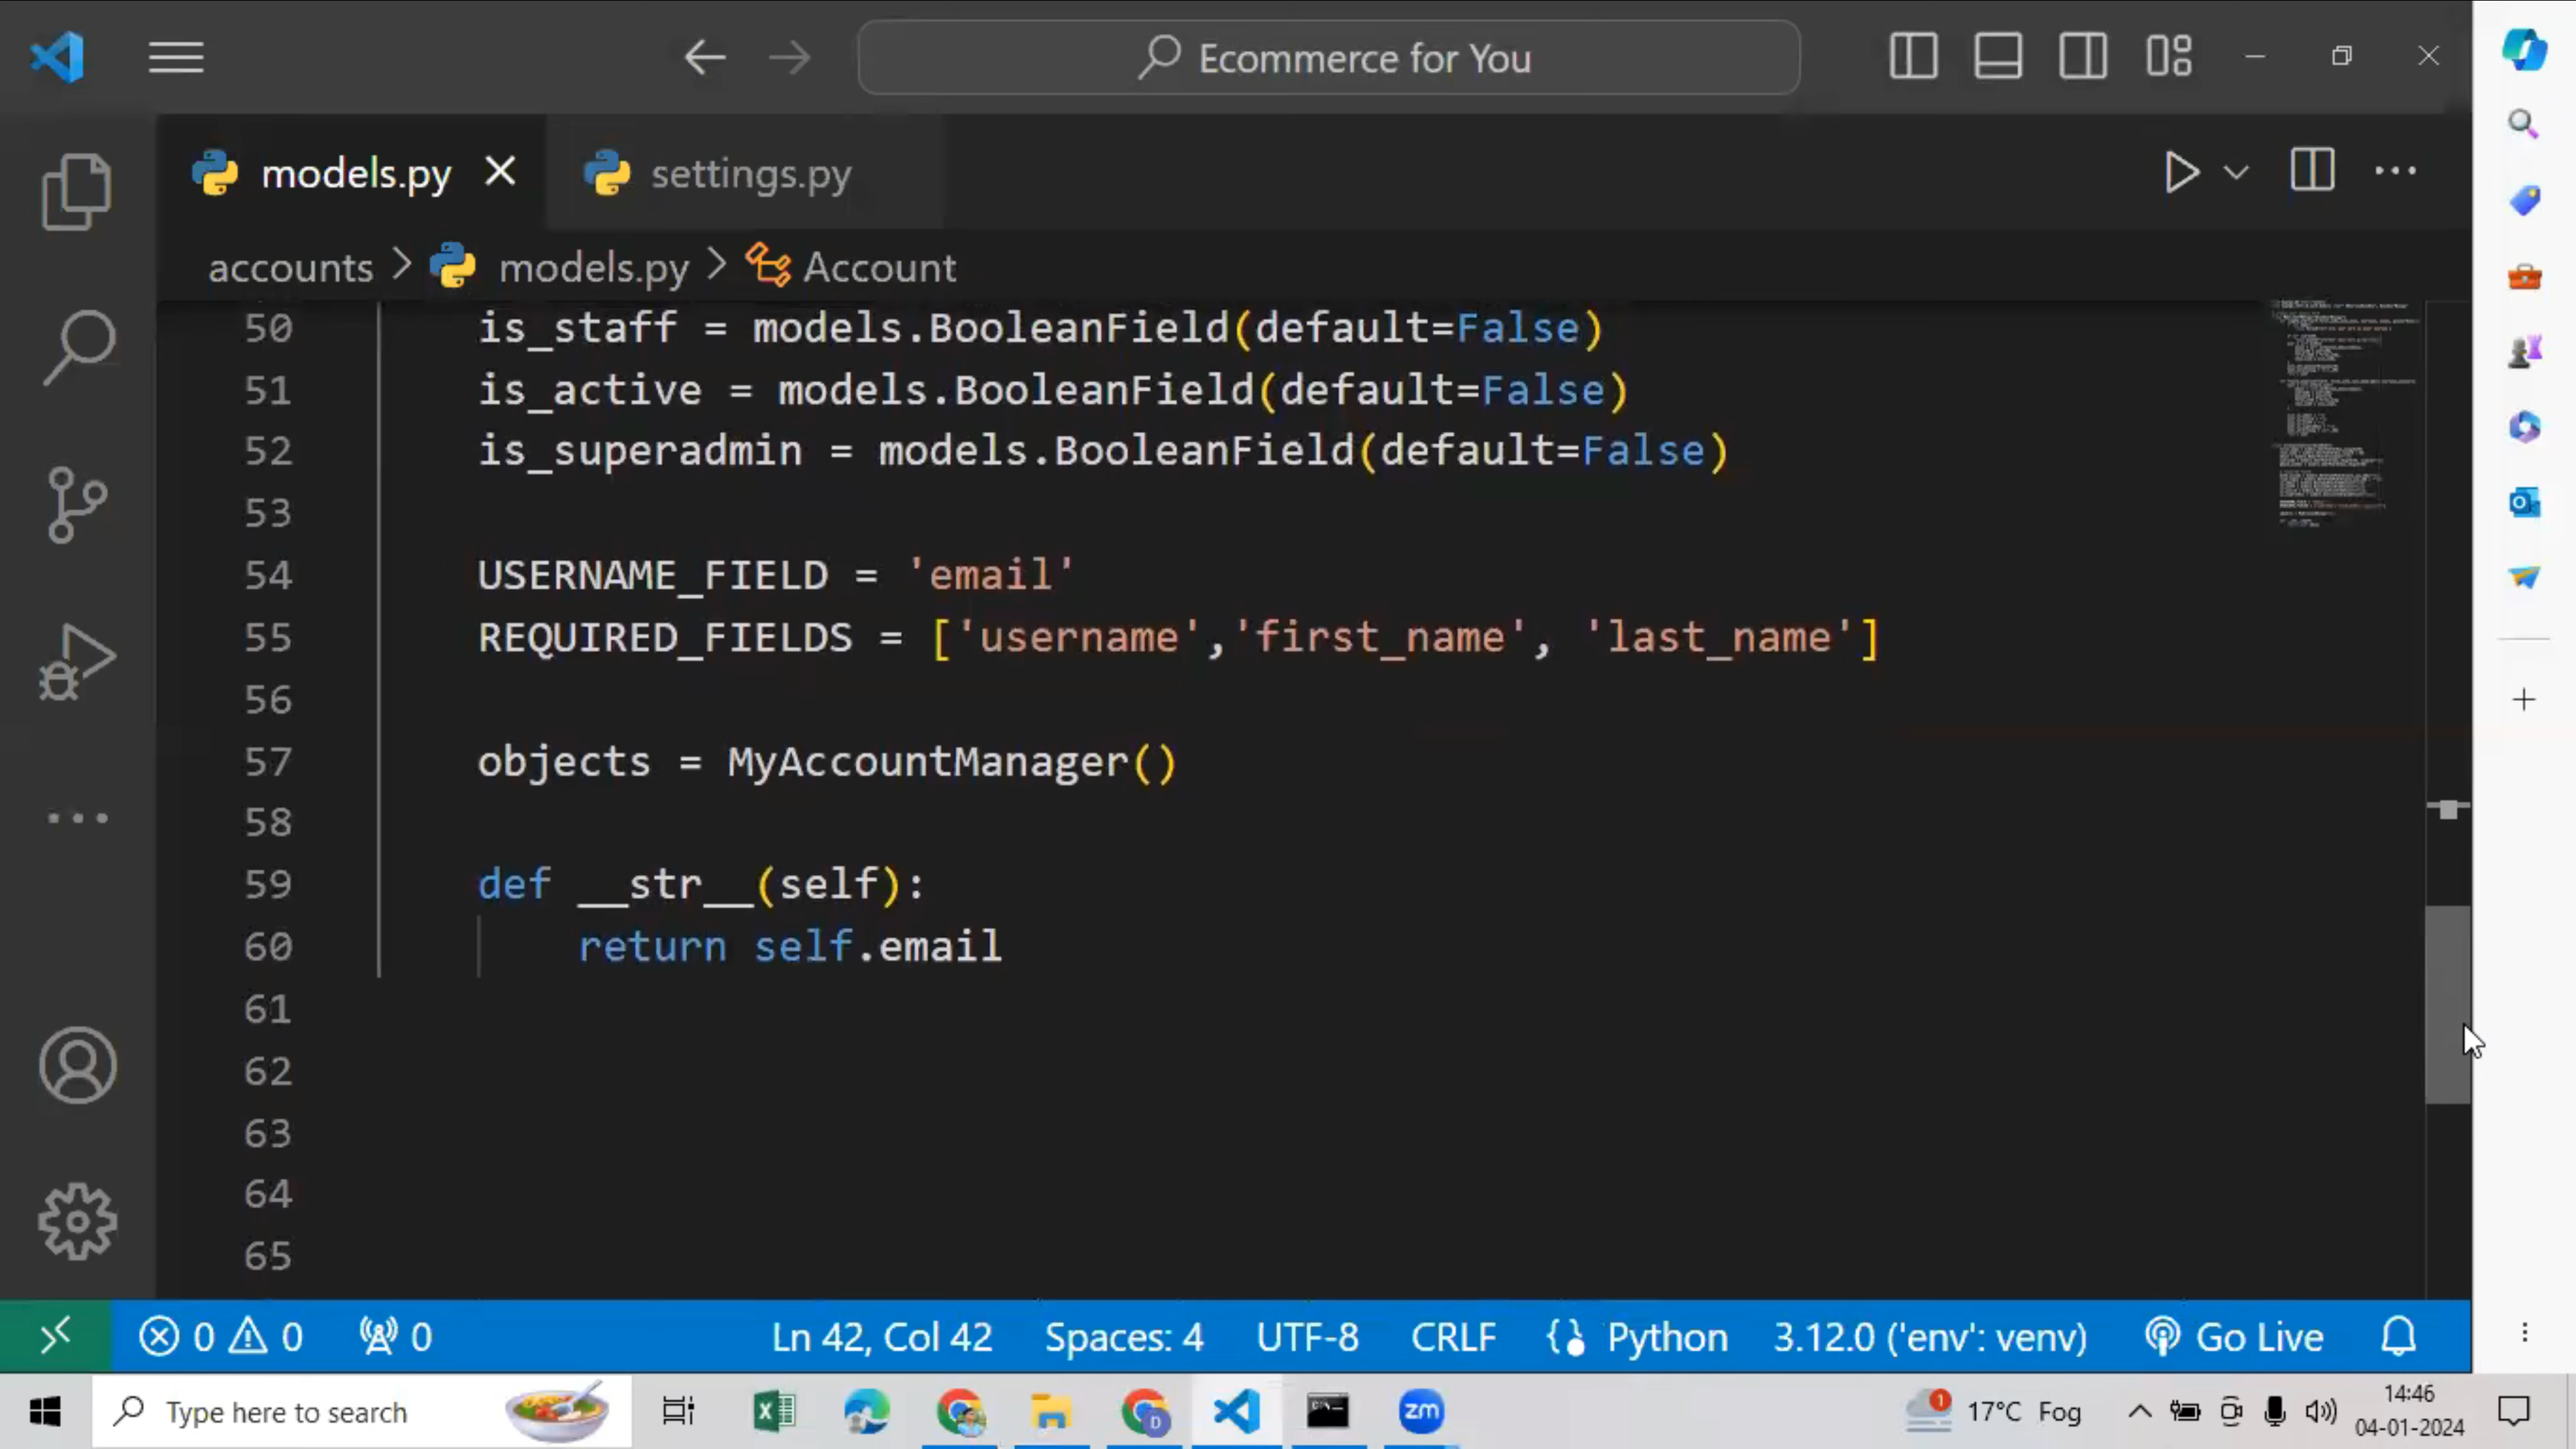 Ecommerce for You
models.py
settings.py
accounts > models.py > Account
50 is_staff = models.BooleanField(default=False)
51 is_active = models.BooleanField(default=False)
52 is_superadmin = models.BooleanField(default=False)
53
54 USERNAME_FIELD = 'email'
55 REQUIRED_FIELDS = ['username','first_name', 'last_name']
56
57 objects = MyAccountManager()
58
59 def __str__(self):
60 return self.email
61
62
63
64
65
0 0 0 Ln 42, Col 42 Spaces: 4 UTF-8 CRLF Python 3.12.0 ('env': venv) Go Live
Type here to search
zm
D
1
17°C Fog
14:46
04-01-2024